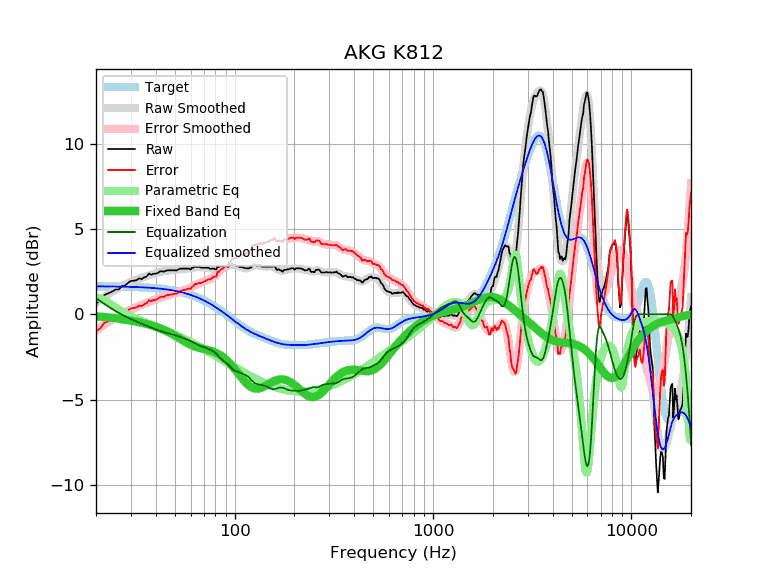 AKG K812
Target
Raw Smoothed
Error Smoothed
Raw
Error
Parametric Eq
Fixed Band Eq
Equalization
Equalized smoothed
10
5
0
−5
−10
Amplitude (dBr)
100 1000 10000
Frequency (Hz)